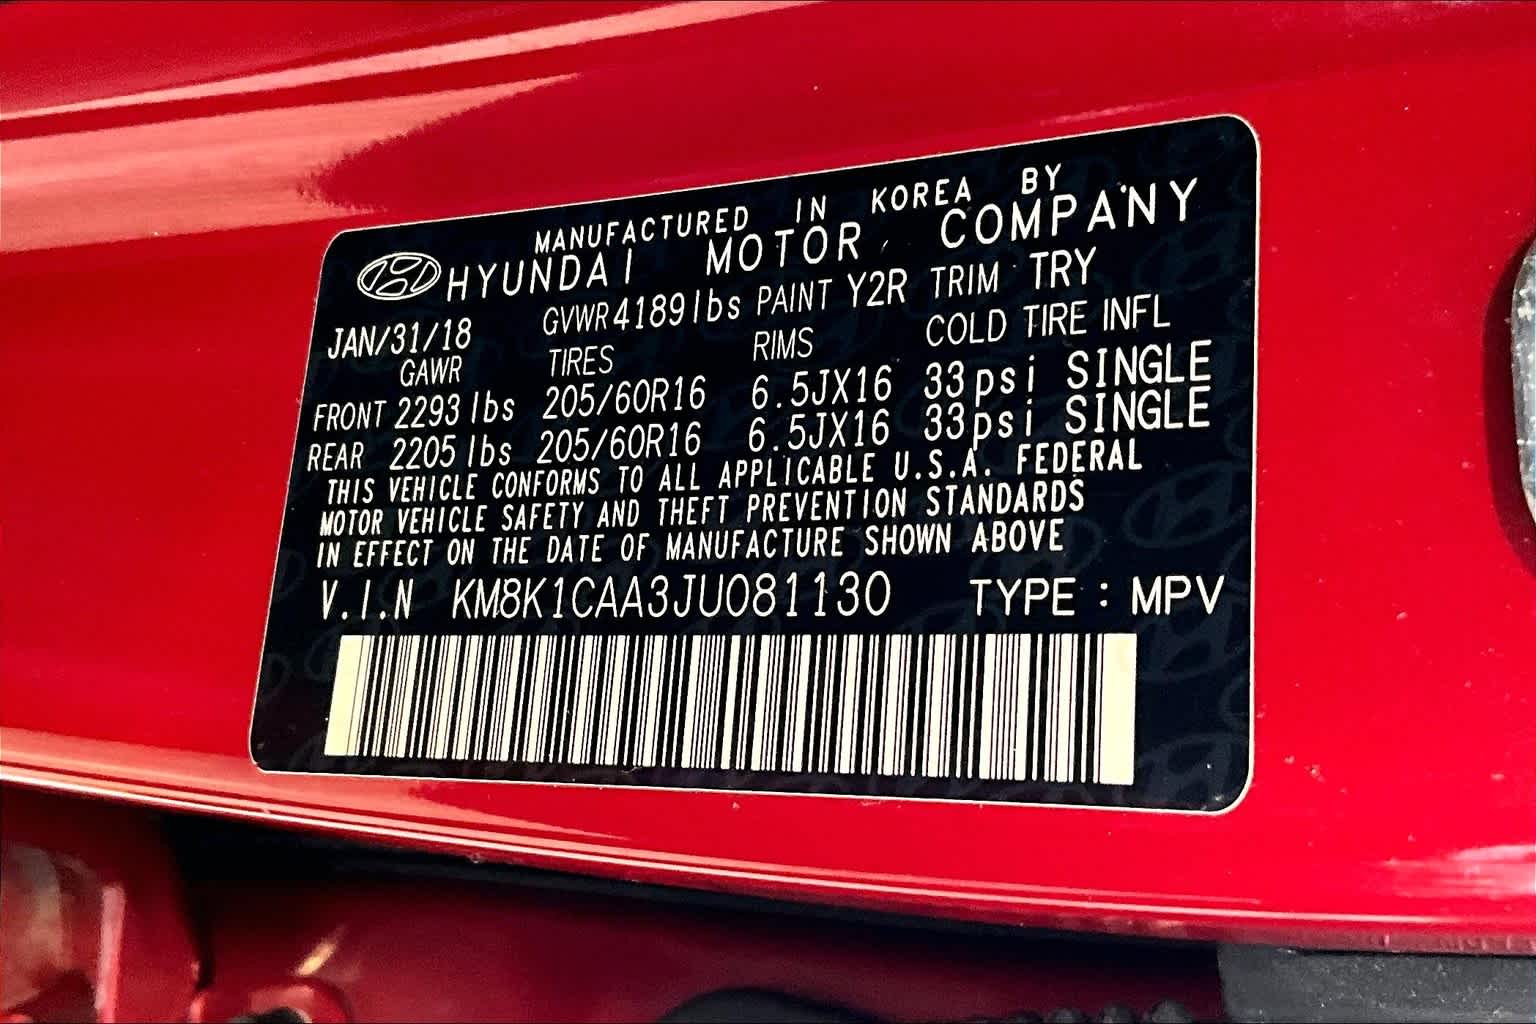 MANUFACTURED IN KOREA BY
HYUNDAI MOTOR COMPANY
JAN/31/18 GVWR 4189lbs PAINT Y2R TRIM TRY
GAWR TIRES RIMS COLD TIRE INFL
FRONT 2293 lbs 205/60R16 6.5JX16 33psi SINGLE
REAR 2205 lbs 205/60R16 6.5JX16 33psi SINGLE
THIS VEHICLE CONFORMS TO ALL APPLICABLE U.S.A. FEDERAL
MOTOR VEHICLE SAFETY AND THEFT PREVENTION STANDARDS
IN EFFECT ON THE DATE OF MANUFACTURE SHOWN ABOVE
V.I.N KM8K1CAA3JU081130 TYPE : MPV